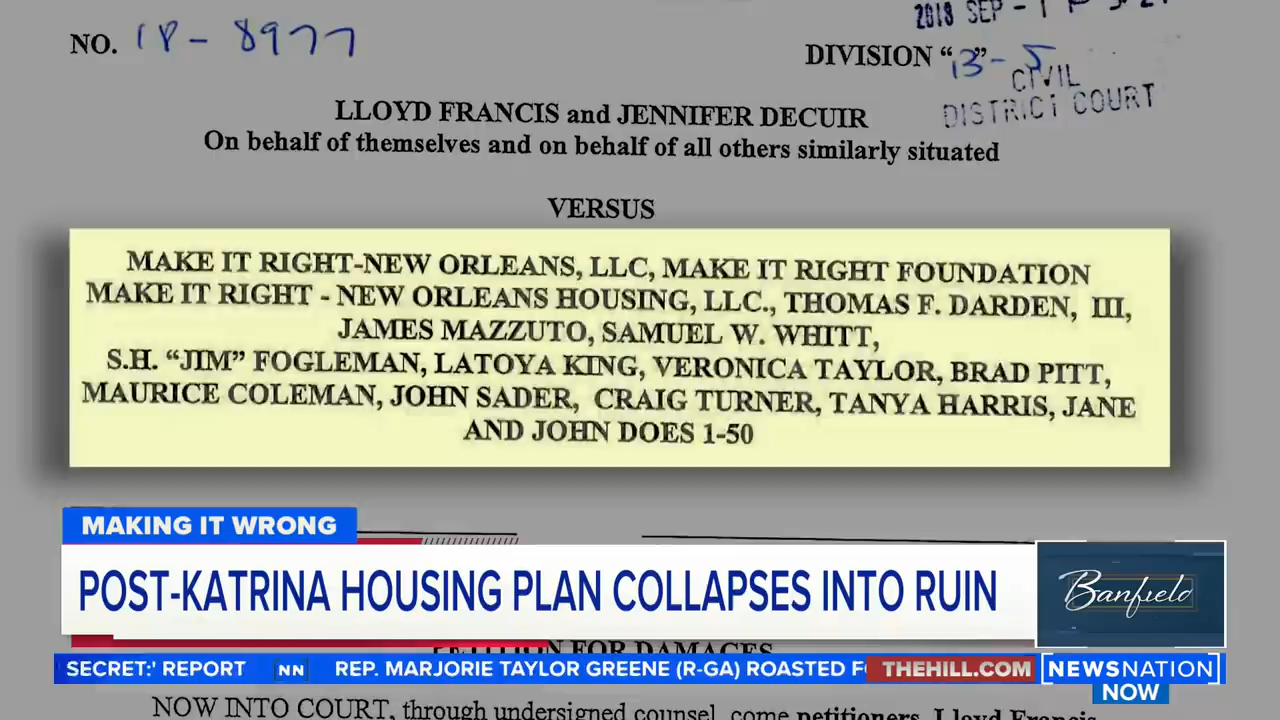 2018 SEP - 1
NO. 18-8977
DIVISION "B-5"
CIVIL
DISTRICT COURT
LLOYD FRANCIS and JENNIFER DECUIR
On behalf of themselves and on behalf of all others similarly situated
VERSUS
MAKE IT RIGHT-NEW ORLEANS, LLC, MAKE IT RIGHT FOUNDATION
MAKE IT RIGHT - NEW ORLEANS HOUSING, LLC., THOMAS F. DARDEN, III,
JAMES MAZZUTO, SAMUEL W. WHITT,
S.H. "JIM" FOGLEMAN, LATOYA KING, VERONICA TAYLOR, BRAD PITT,
MAURICE COLEMAN, JOHN SADER, CRAIG TURNER, TANYA HARRIS, JANE
AND JOHN DOES 1-50
MAKING IT WRONG
POST-KATRINA HOUSING PLAN COLLAPSES INTO RUIN
Banfield
PETITION FOR DAMAGES
SECRET:' REPORT NN REP. MARJORIE TAYLOR GREENE (R-GA) ROASTED THEHILL.COM NEWSNATION
NOW
NOW INTO COURT, through undersigned counsel, come petitioners, Lloyd Francis